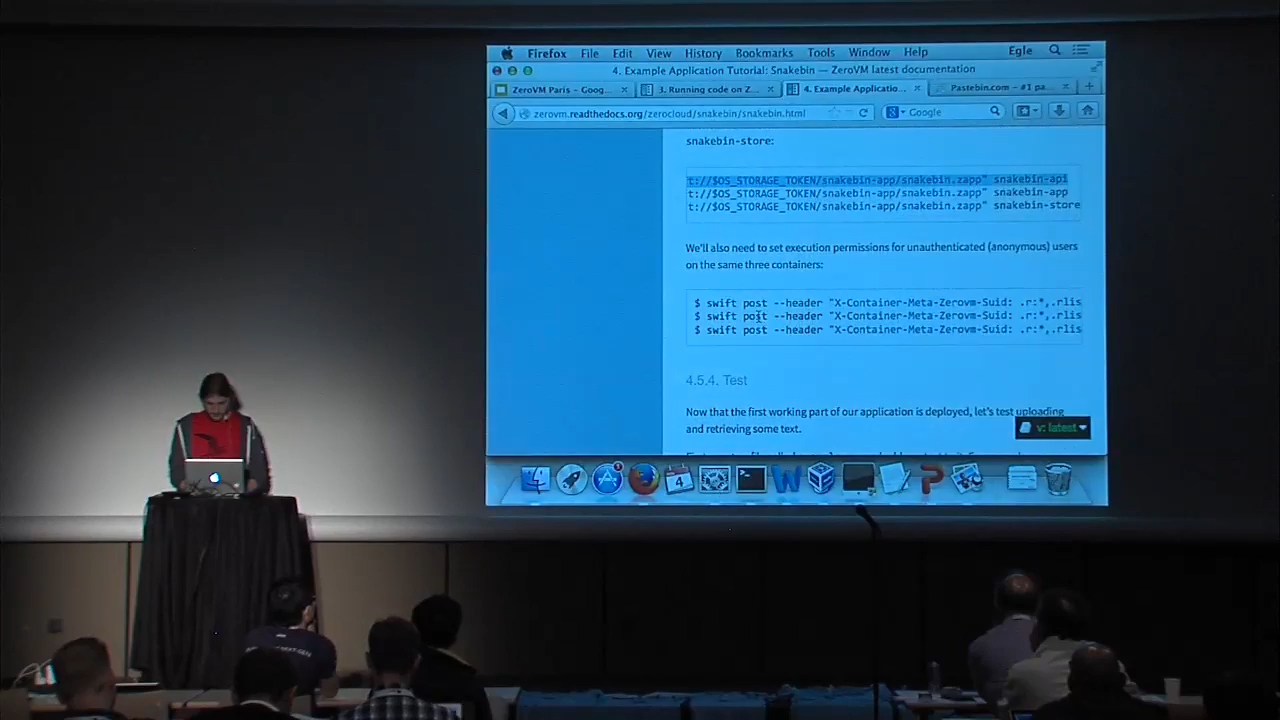 Firefox File Edit View History Bookmarks Tools Window Help Egle
4. Example Application Tutorial: Snakebin — ZeroVM latest documentation
ZeroVM Paris – Goog... 3. Running code on Z... 4. Example Applicatio... Pastebin.com – #1 pa...
zerovm.readthedocs.org/zerocloud/snakebin/snakebin.html Google
snakebin-store:
t://$OS_STORAGE_TOKEN/snakebin-app/snakebin.zapp" snakebin-api
t://$OS_STORAGE_TOKEN/snakebin-app/snakebin.zapp" snakebin-app
t://$OS_STORAGE_TOKEN/snakebin-app/snakebin.zapp" snakebin-store
We'll also need to set execution permissions for unauthenticated (anonymous) users
on the same three containers:
$ swift post --header "X-Container-Meta-Zerovm-Suid: .r:*,.rlis
$ swift post --header "X-Container-Meta-Zerovm-Suid: .r:*,.rlis
$ swift post --header "X-Container-Meta-Zerovm-Suid: .r:*,.rlis
4.5.4. Test
Now that the first working part of our application is deployed, let's test uploading
and retrieving some text.
v: latest
4